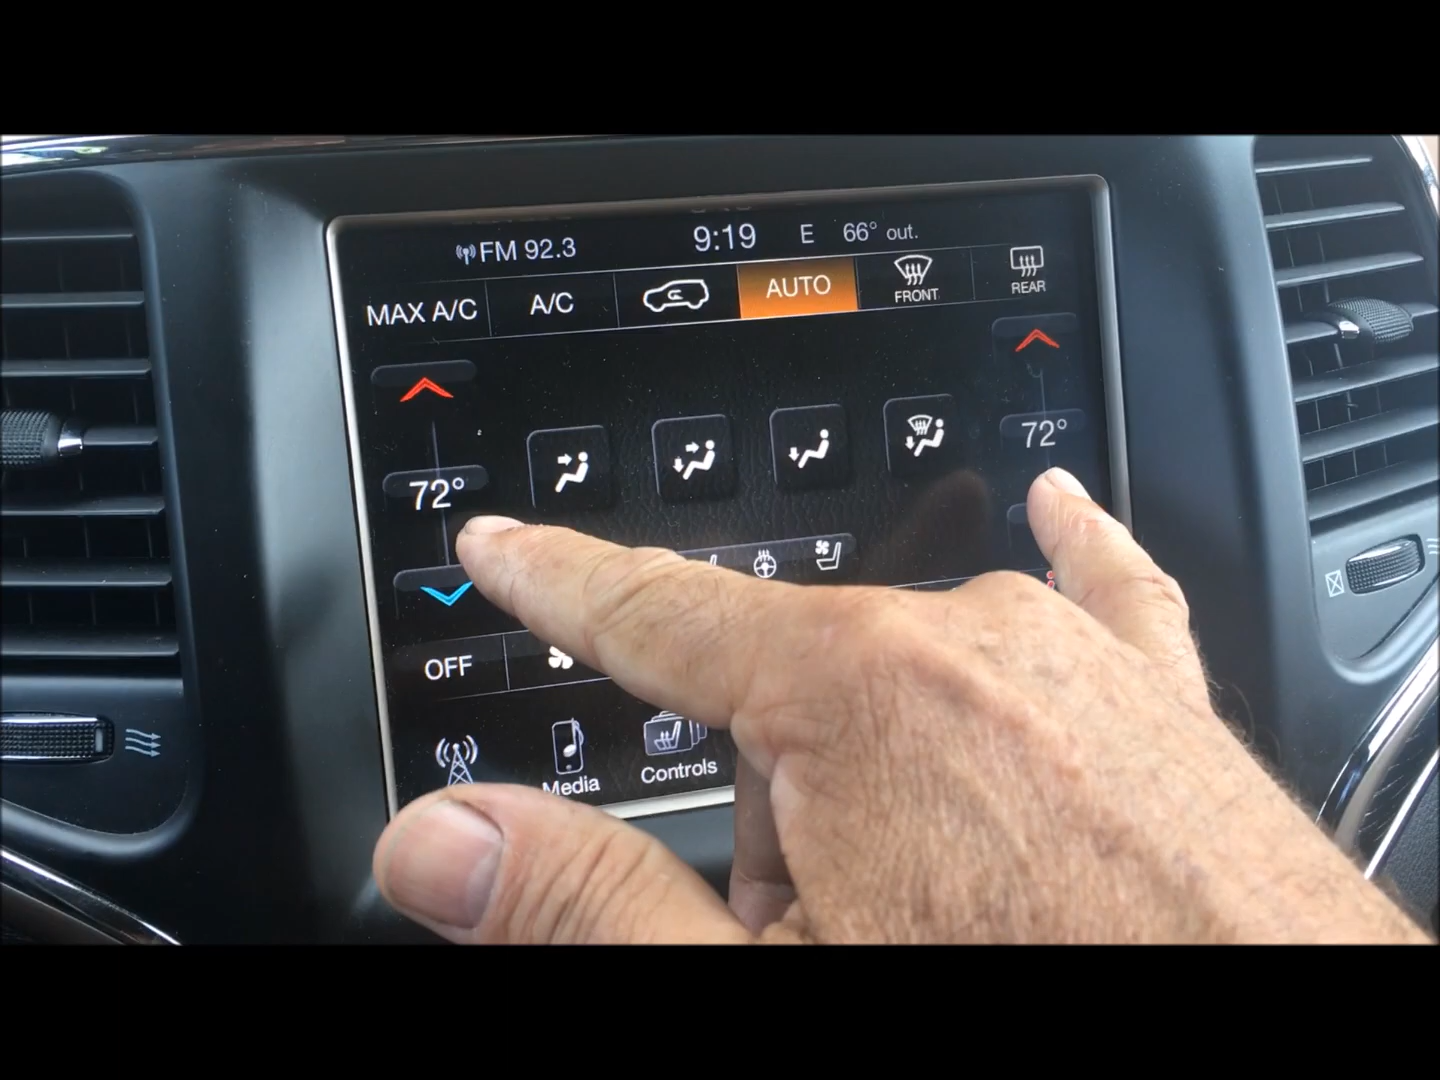 FM 92.3 9:19 E 66° out.
MAX A/C A/C AUTO FRONT REAR
72° 72°
OFF
Media Controls